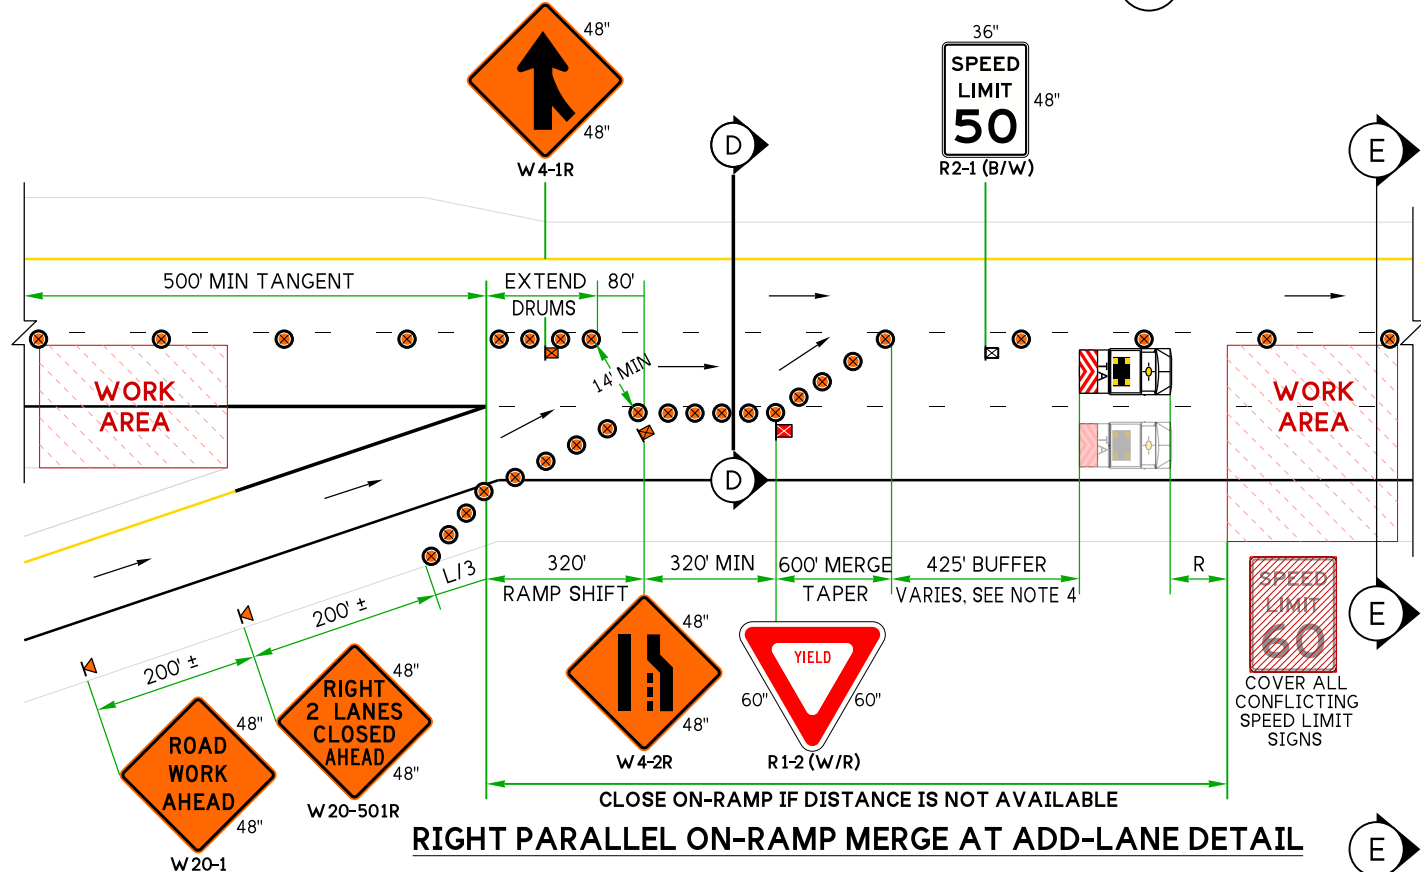 48"
48"
W4-1R
D
36"
SPEED
LIMIT
50
48"
R2-1 (B/W)
E
500' MIN TANGENT
EXTEND
DRUMS
80'
14' MIN
WORK
AREA
WORK
AREA
D
L/3
320'
RAMP SHIFT
320' MIN
600' MERGE
TAPER
425' BUFFER
VARIES, SEE NOTE 4
R
200' ±
200' ±
E
SPEED
LIMIT
60
COVER ALL
CONFLICTING
SPEED LIMIT
SIGNS
48"
48"
W4-2R
YIELD
60"
60"
R1-2 (W/R)
RIGHT
2 LANES
CLOSED
AHEAD
48"
48"
W20-501R
ROAD
WORK
AHEAD
48"
48"
W20-1
CLOSE ON-RAMP IF DISTANCE IS NOT AVAILABLE
RIGHT PARALLEL ON-RAMP MERGE AT ADD-LANE DETAIL
E